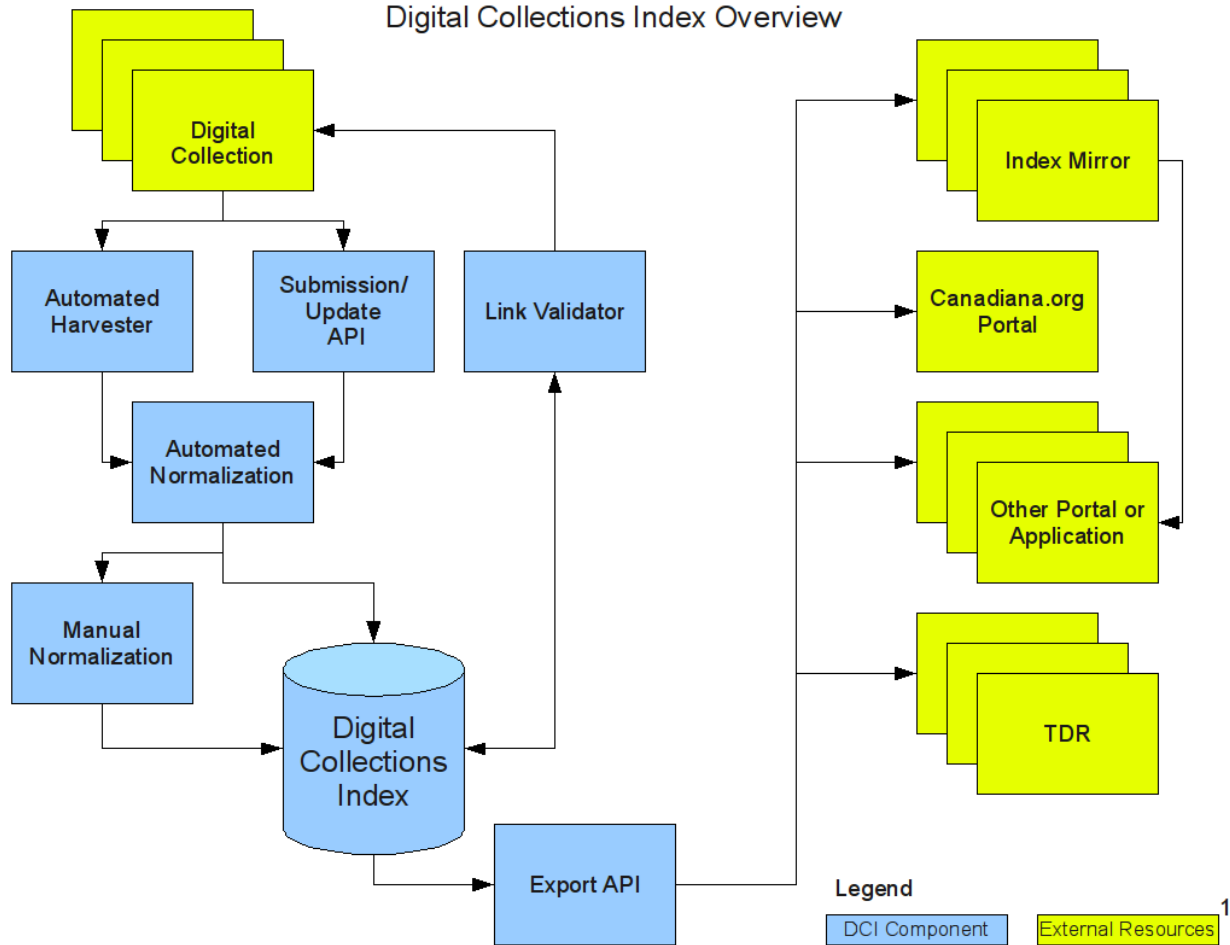 Digital Collections Index Overview
Digital
Collection
Index Mirror
Automated
Harvester
Submission/
Update
API
Link Validator
Canadiana.org
Portal
Automated
Normalization
Other Portal or
Application
Manual
Normalization
Digital
Collections
Index
TDR
Export API
Legend
DCI Component
External Resources
1